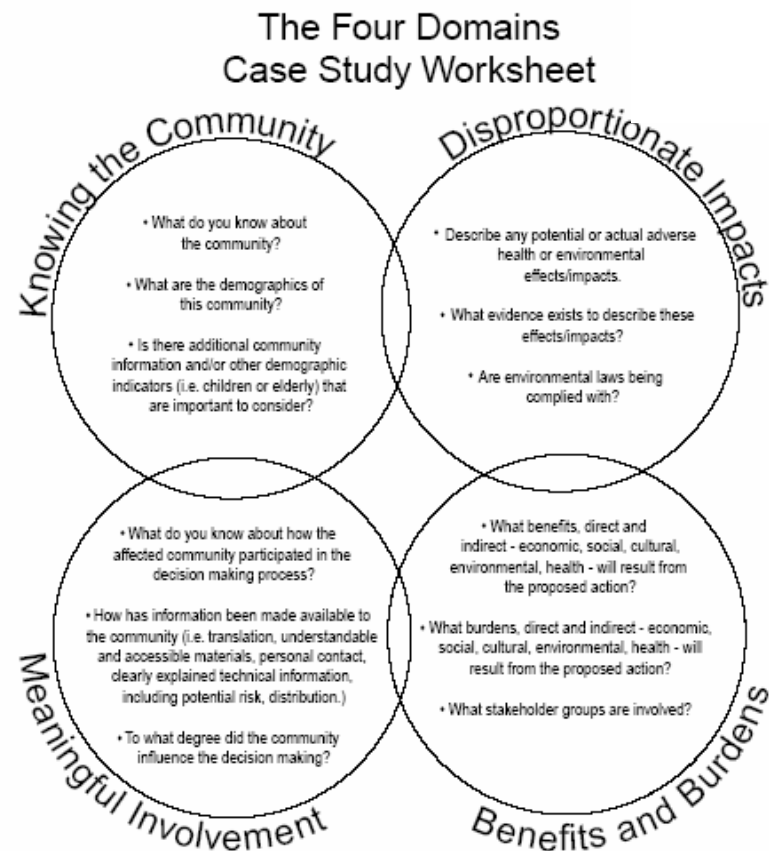 The Four Domains
Case Study Worksheet
Knowing the Community
• What do you know about
the community?
• What are the demographics of
this community?
• Is there additional community
information and/or other demographic
indicators (i.e. children or elderly) that
are important to consider?
Disproportionate Impacts
• Describe any potential or actual adverse
health or environmental
effects/impacts.
• What evidence exists to describe these
effects/impacts?
• Are environmental laws being
complied with?
Meaningful Involvement
• What do you know about how the
affected community participated in the
decision making process?
• How has information been made available to
the community (i.e. translation, understandable
and accessible materials, personal contact,
clearly explained technical information,
including potential risk, distribution.)
• To what degree did the community
influence the decision making?
Benefits and Burdens
• What benefits, direct and
indirect - economic, social, cultural,
environmental, health - will result from
the proposed action?
• What burdens, direct and indirect - economic,
social, cultural, environmental, health - will
result from the proposed action?
• What stakeholder groups are involved?